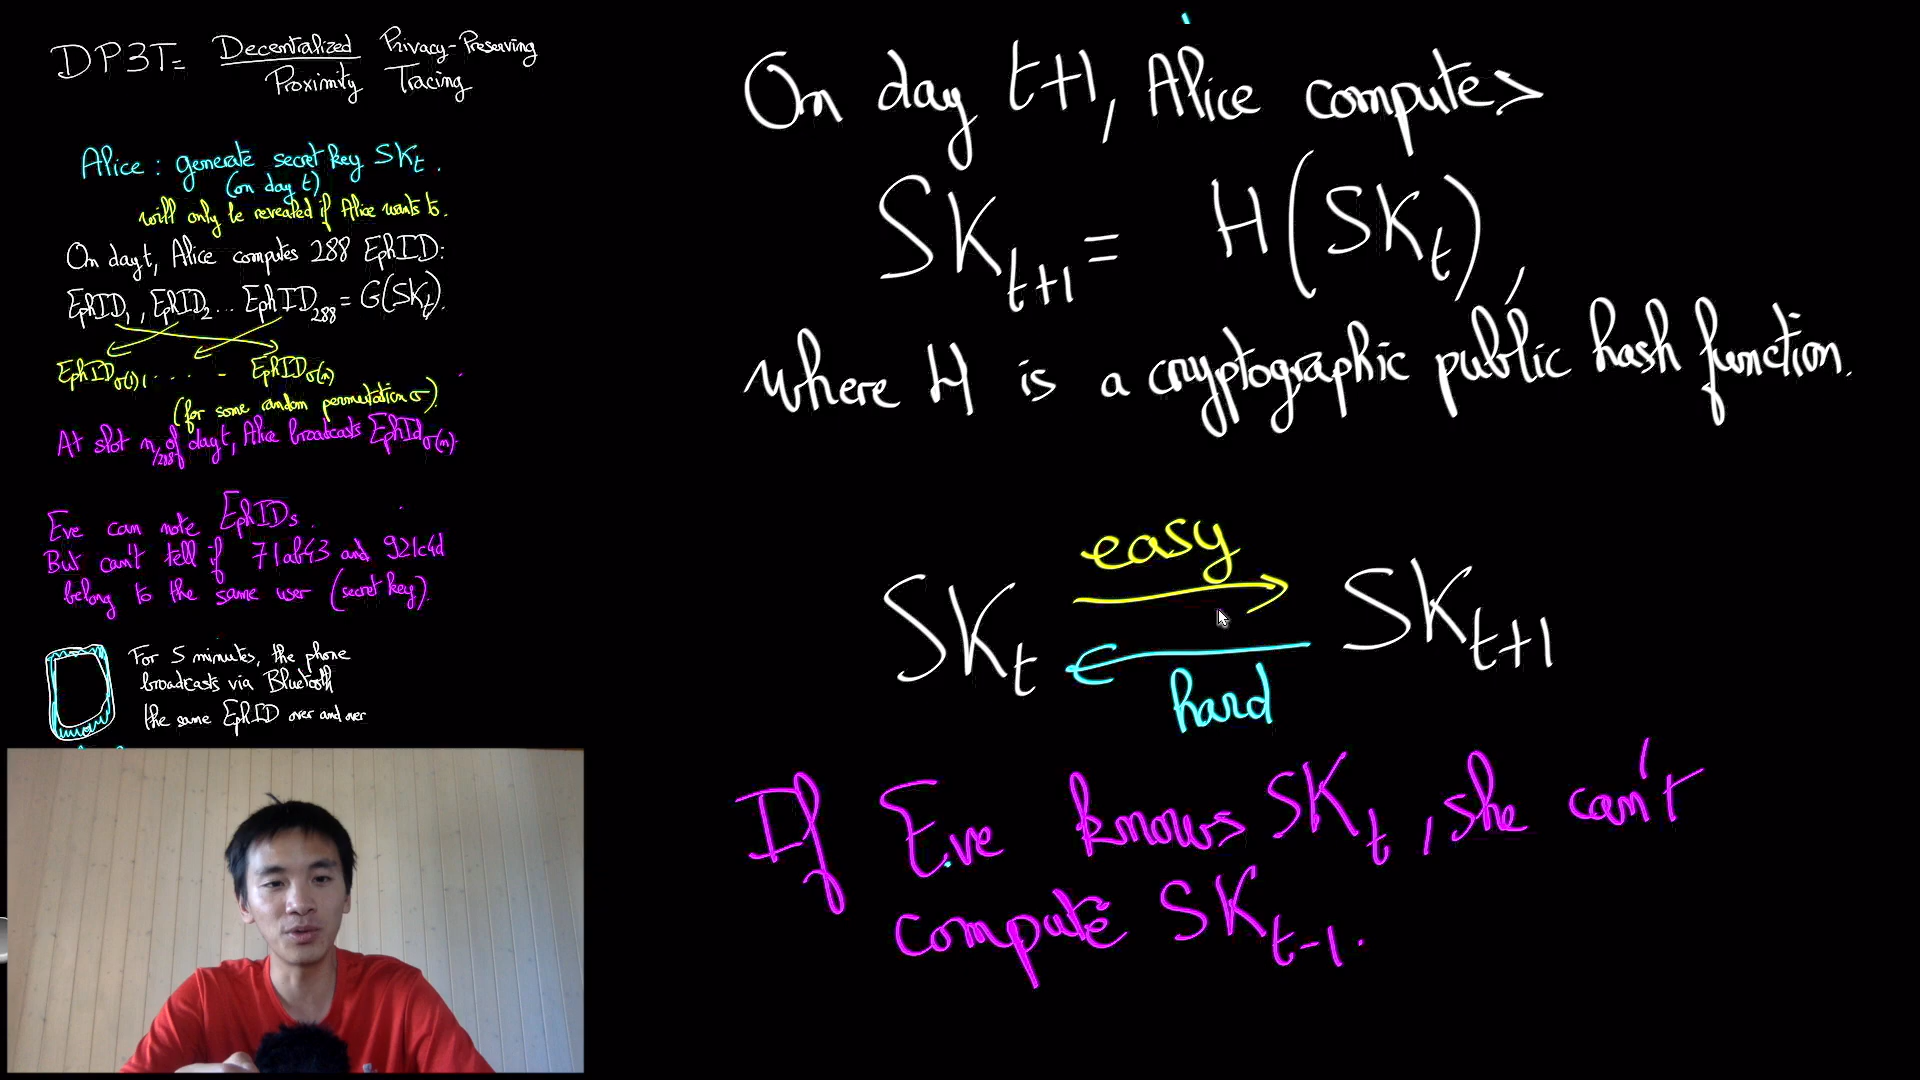 DP3T = Decentralized Privacy-Preserving
Proximity Tracing
Alice : generate secret key SKt.
(on day t)
will only be revealed if Alice wants to.
On day t, Alice computes 288 EphID:
EphID1, EphID2 ... EphID288 = G(SKt).
EphIDσ(1), . . . - EphIDσ(n)
(for some random permutation σ).
At slot n/288 of day t, Alice broadcasts EphIdσ(n).
Eve can note EphIDs.
But can't tell if 71ab43 and 921c4d
belong to the same user (secret key).
For 5 minutes, the phone
broadcasts via Bluetooth
the same EphID over and over
On day t+1, Alice computes
SKt+1 = H(SKt),
where H is a cryptographic public hash function.
easy
SKt SKt+1
hard
If Eve knows SKt, she can't
compute SKt-1.